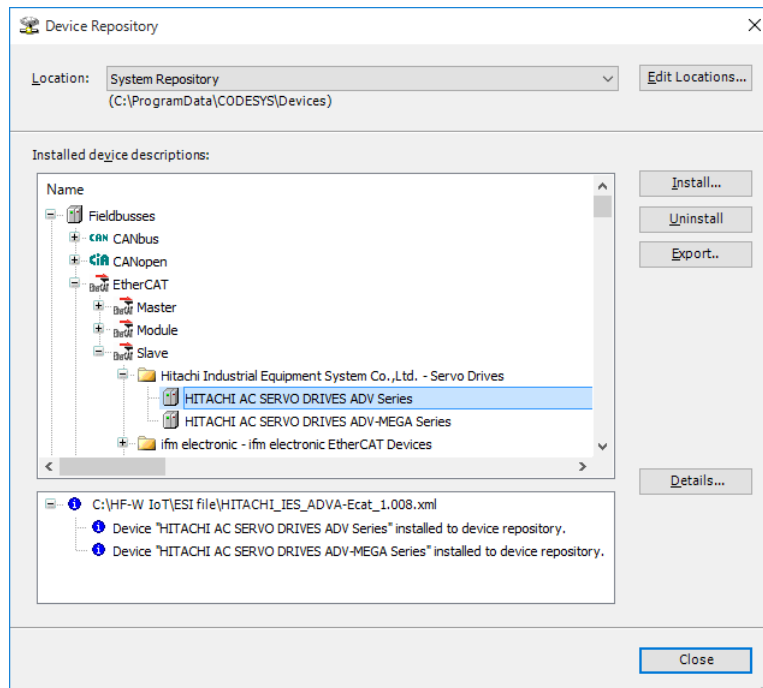 Device Repository
Location:
System Repository
Edit Locations...
(C:\ProgramData\CODESYS\Devices)
Installed device descriptions:
Name
Install...
Fieldbusses
Uninstall
CAN CANbus
CiA CANopen
Export..
EtherCAT
Master
Module
Slave
Hitachi Industrial Equipment System Co.,Ltd. - Servo Drives
HITACHI AC SERVO DRIVES ADV Series
HITACHI AC SERVO DRIVES ADV-MEGA Series
ifm electronic - ifm electronic EtherCAT Devices
Details...
C:\HF-W IoT\ESI file\HITACHI_IES_ADVA-Ecat_1.008.xml
Device "HITACHI AC SERVO DRIVES ADV Series" installed to device repository.
Device "HITACHI AC SERVO DRIVES ADV-MEGA Series" installed to device repository.
Close